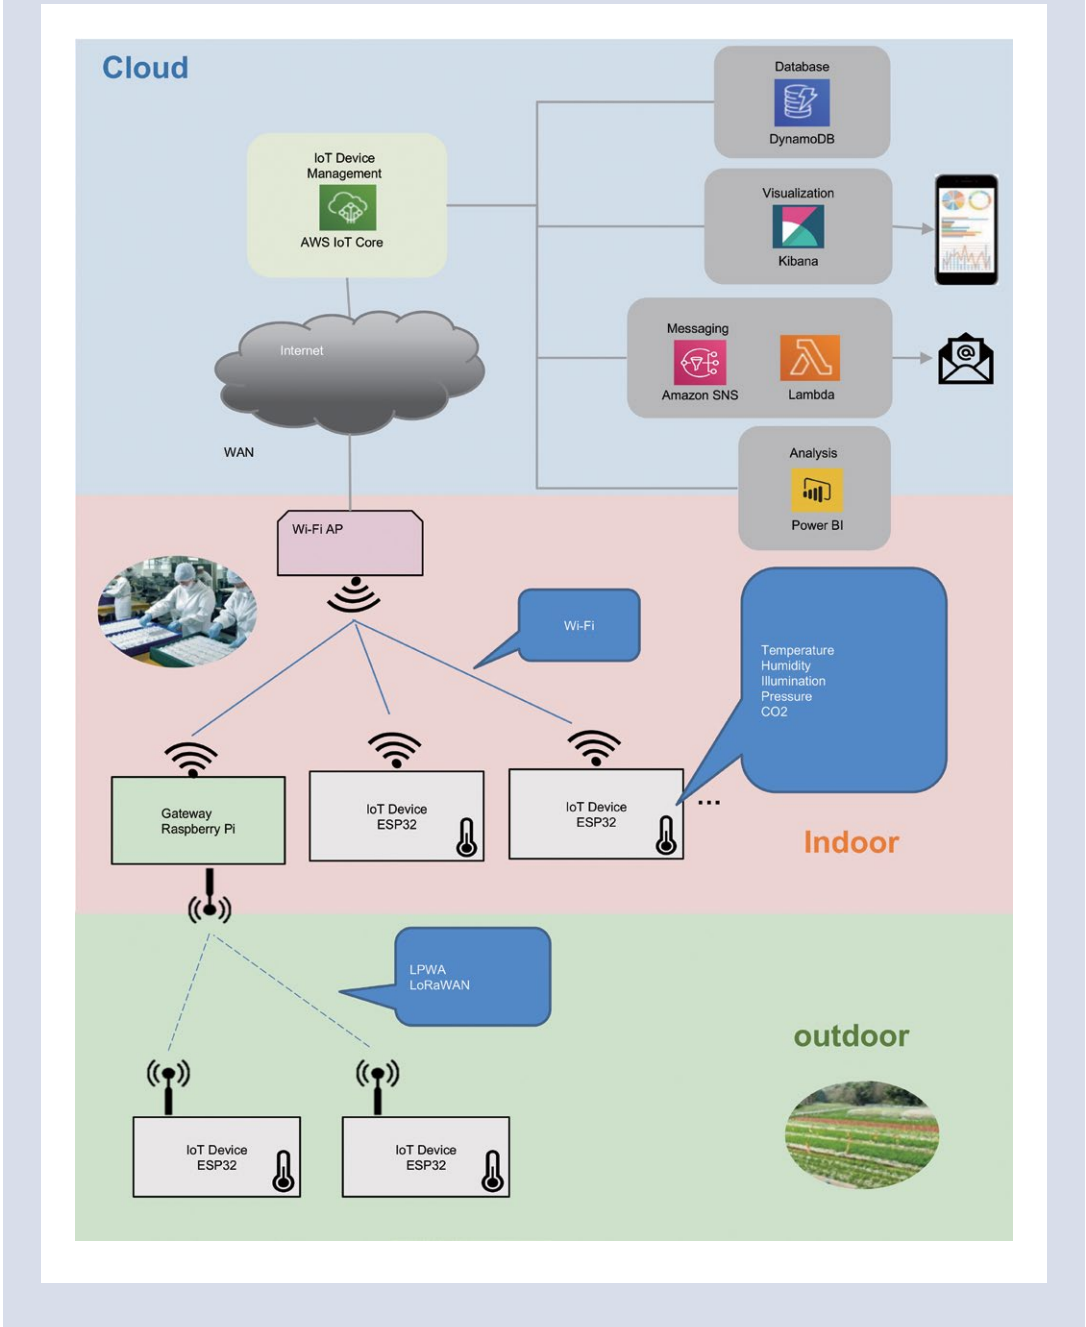 Cloud
Database
DynamoDB
IoT Device
Management
AWS IoT Core
Visualization
Kibana
Internet
Messaging
Amazon SNS
Lambda
@
WAN
Analysis
Power BI
Wi-Fi AP
Wi-Fi
Temperature
Humidity
Illumination
Pressure
CO2
Gateway
Raspberry Pi
IoT Device
ESP32
IoT Device
ESP32
...
Indoor
LPWA
LoRaWAN
outdoor
IoT Device
ESP32
IoT Device
ESP32